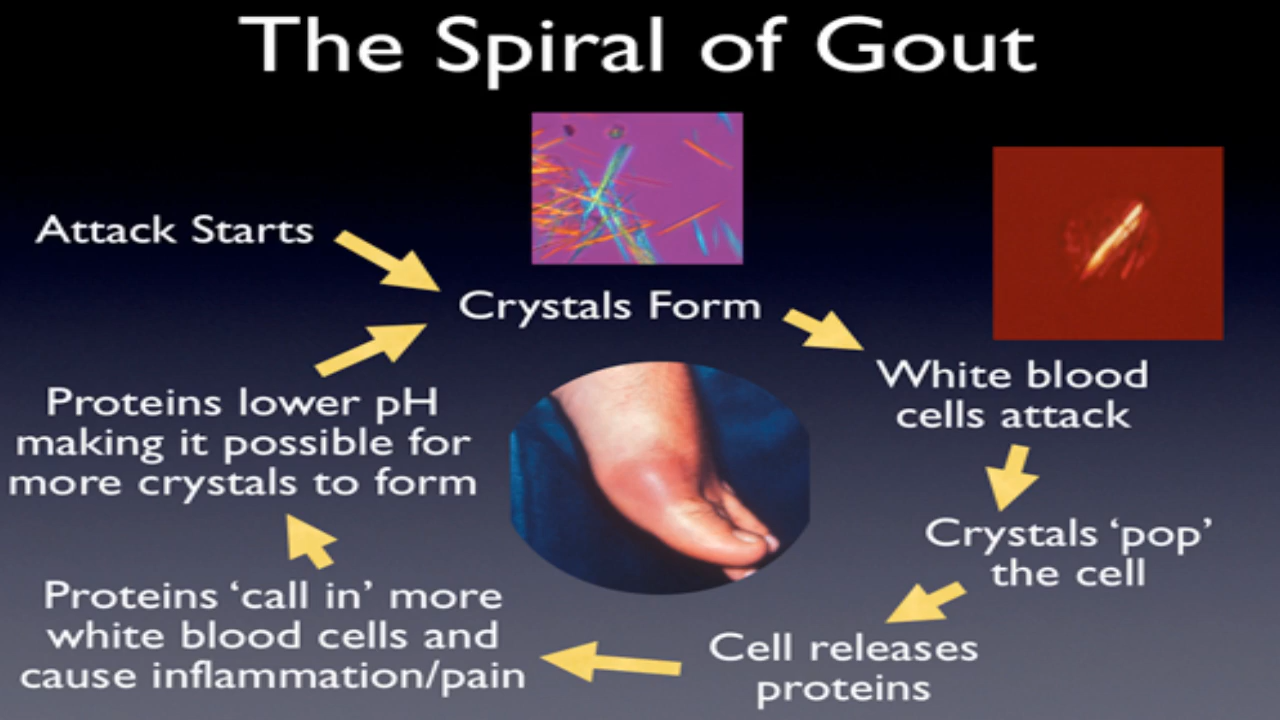 The Spiral of Gout
Attack Starts
Crystals Form
White blood
cells attack
Crystals ‘pop’
the cell
Cell releases
proteins
Proteins ‘call in’ more
white blood cells and
cause inflammation/pain
Proteins lower pH
making it possible for
more crystals to form